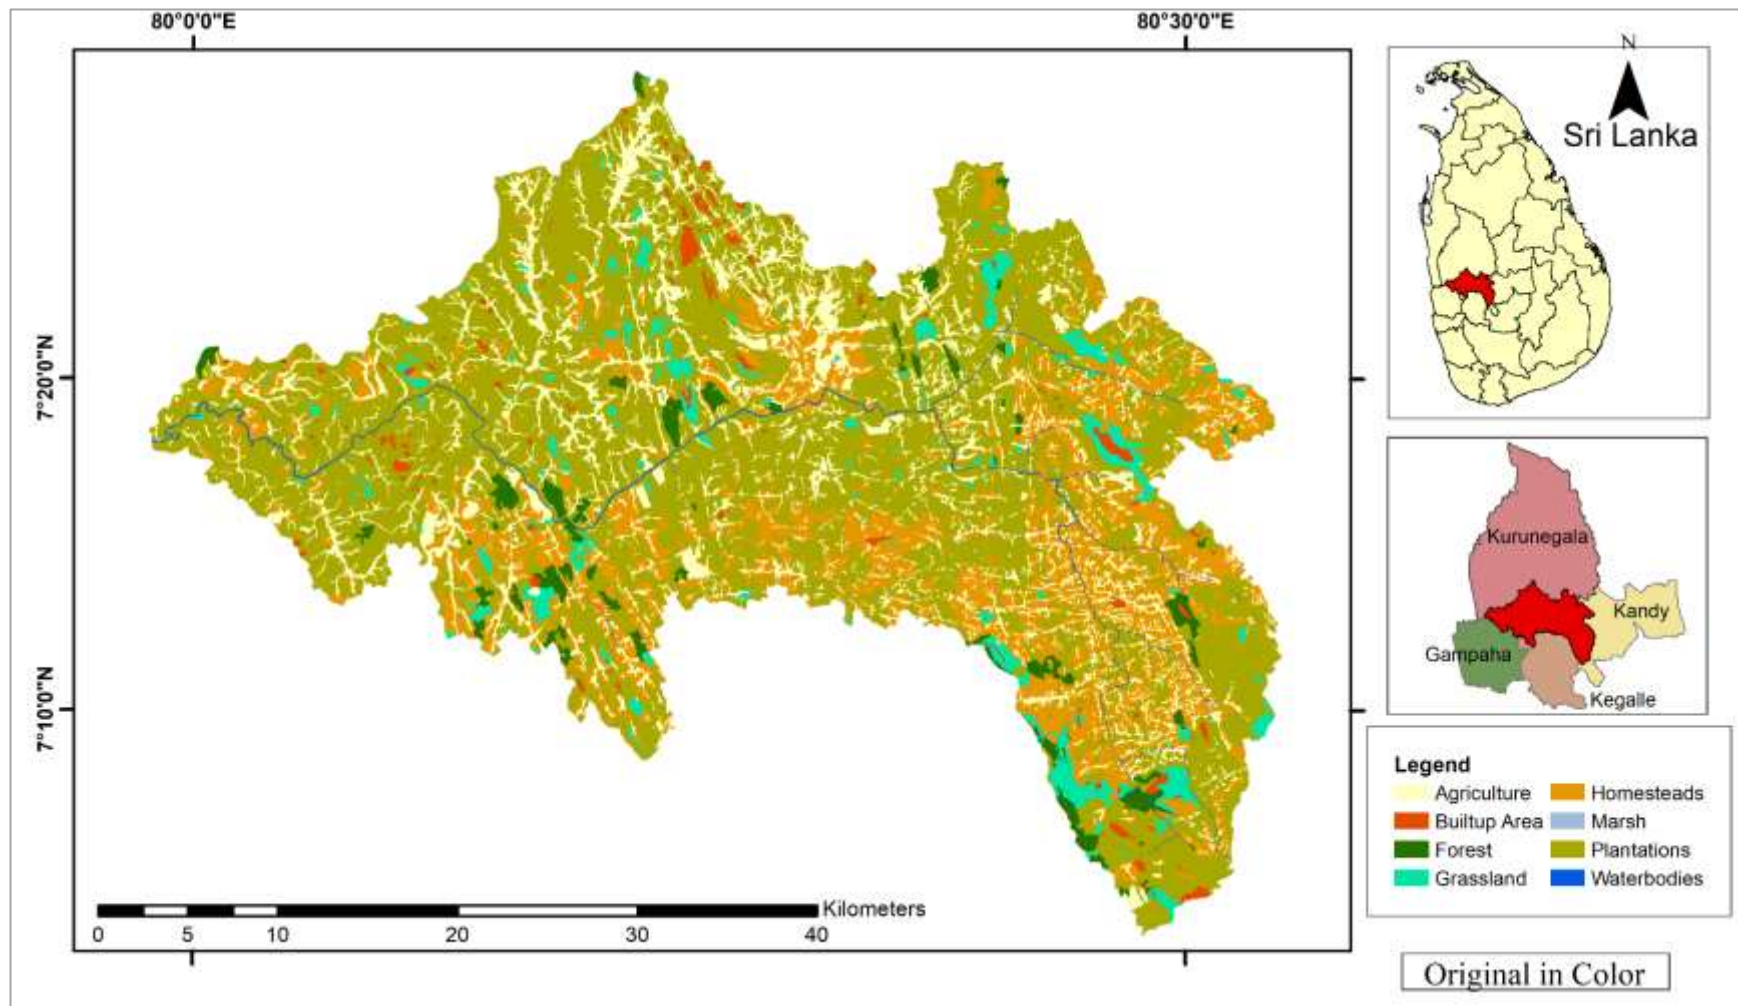 80°0'0"E
80°30'0"E
N
Sri Lanka
7°20'0"N
7°10'0"N
Kurunegala
Kandy
Gampaha
Kegalle
Legend
Agriculture
Homesteads
Builtup Area
Marsh
Forest
Plantations
Grassland
Waterbodies
Kilometers
0 5 10 20 30 40
Original in Color